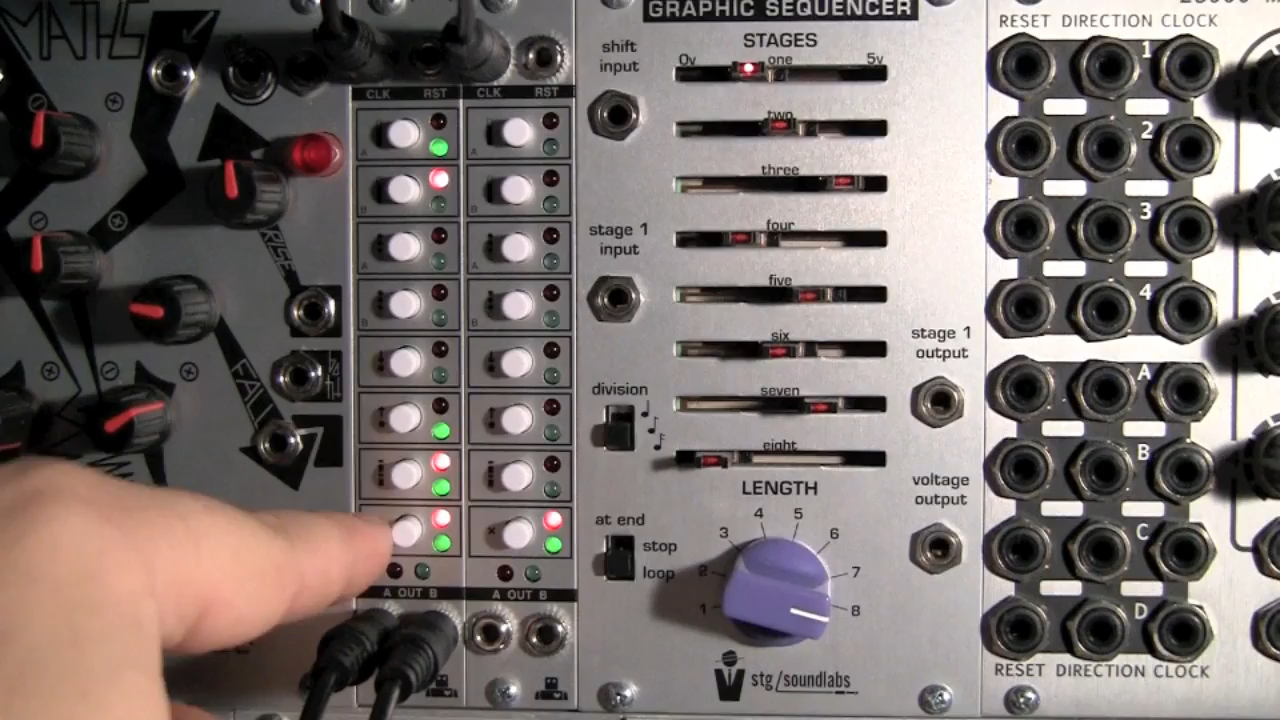 MATHS
RISE
FALL
CLK RST CLK RST
A A
B B
A A
B B
A OUT B A OUT B
GRAPHIC SEQUENCER
shift
input
STAGES
0v one 5v
two
three
stage 1
input
four
five
six
seven
eight
division
stage 1
output
voltage
output
at end
stop
loop
LENGTH
1 2 3 4 5 6 7 8
stg/soundlabs
RESET DIRECTION CLOCK
1
2
3
4
A
B
C
D
RESET DIRECTION CLOCK